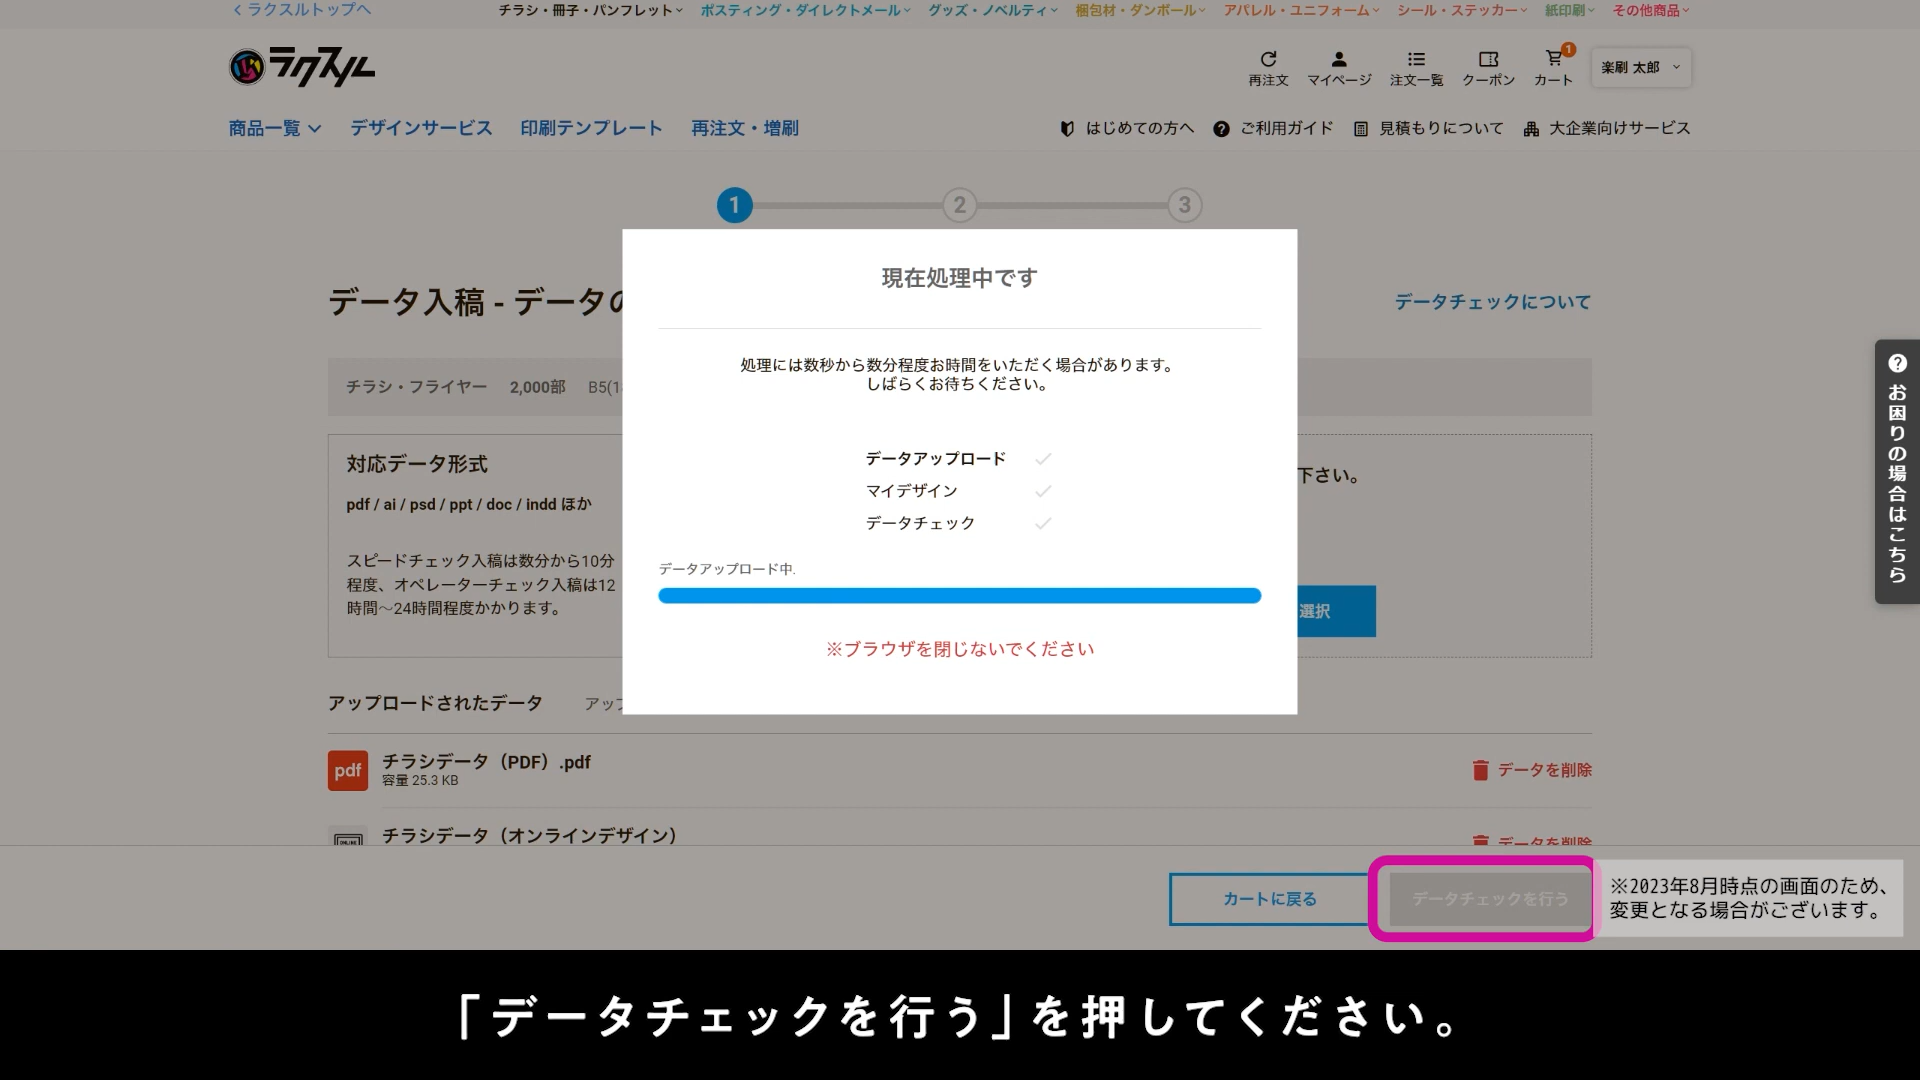 ラクスルトップへ
チラシ・冊子・パンフレット
ポスティング・ダイレクトメール
グッズ・ノベルティ
梱包材・ダンボール
アパレル・ユニフォーム
シール・ステッカー
紙印刷
その他商品
ラクスル
再注文
マイページ
注文一覧
クーポン
1
カート
楽刷 太郎
商品一覧
デザインサービス
印刷テンプレート
再注文・増刷
はじめての方へ
ご利用ガイド
見積もりについて
大企業向けサービス
1
2
3
現在処理中です
データ入稿 - データの
データチェックについて
処理には数秒から数分程度お時間をいただく場合があります。
しばらくお待ちください。
チラシ・フライヤー 2,000部 B5(1
対応データ形式
pdf / ai / psd / ppt / doc / indd ほか
スピードチェック入稿は数分から10分
程度、オペレーターチェック入稿は12
時間～24時間程度かかります。
データアップロード
マイデザイン
データチェック
データアップロード中.
※ブラウザを閉じないでください
下さい。
選択
お困りの場合はこちら
アップロードされたデータ
アッ
pdf
チラシデータ（PDF）.pdf
容量 25.3 KB
データを削除
ONLINE
チラシデータ（オンラインデザイン）
データを削除
カートに戻る
データチェックを行う
※2023年8月時点の画面のため、
変更となる場合がございます。
「データチェックを行う」を押してください。